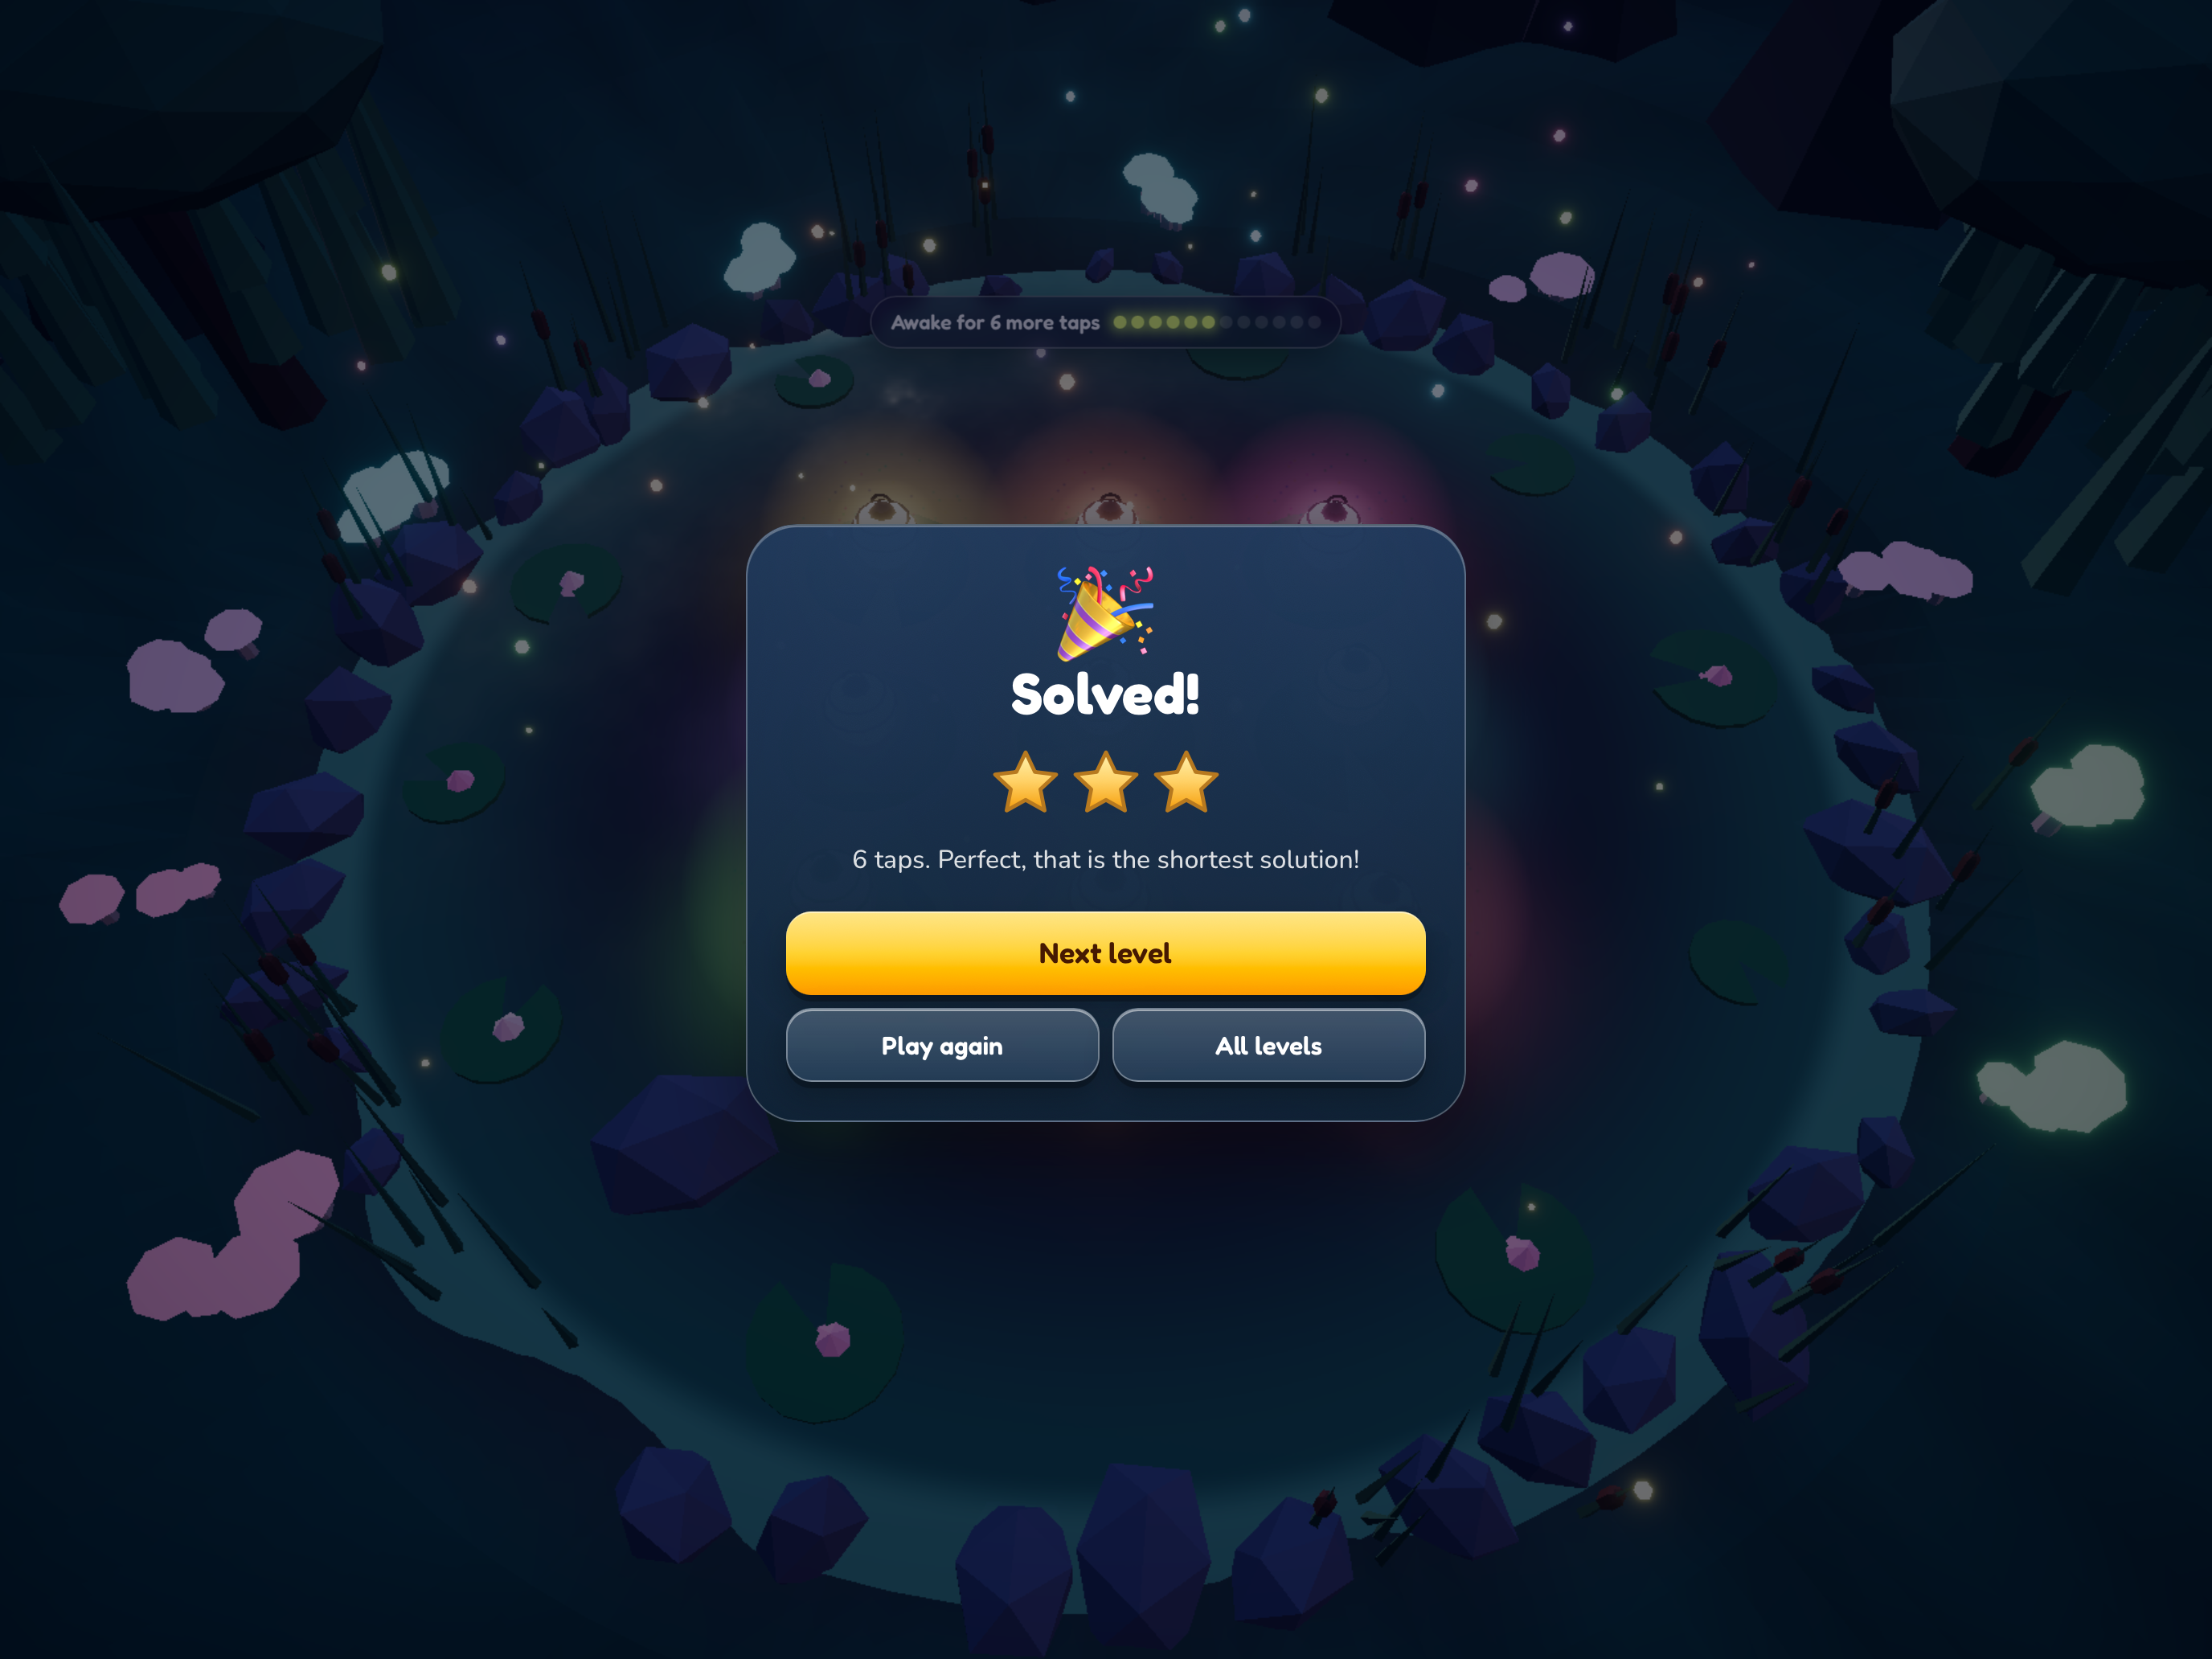 Awake for 6 more taps
Solved!
6 taps. Perfect, that is the shortest solution!
Next level
Play again
All levels